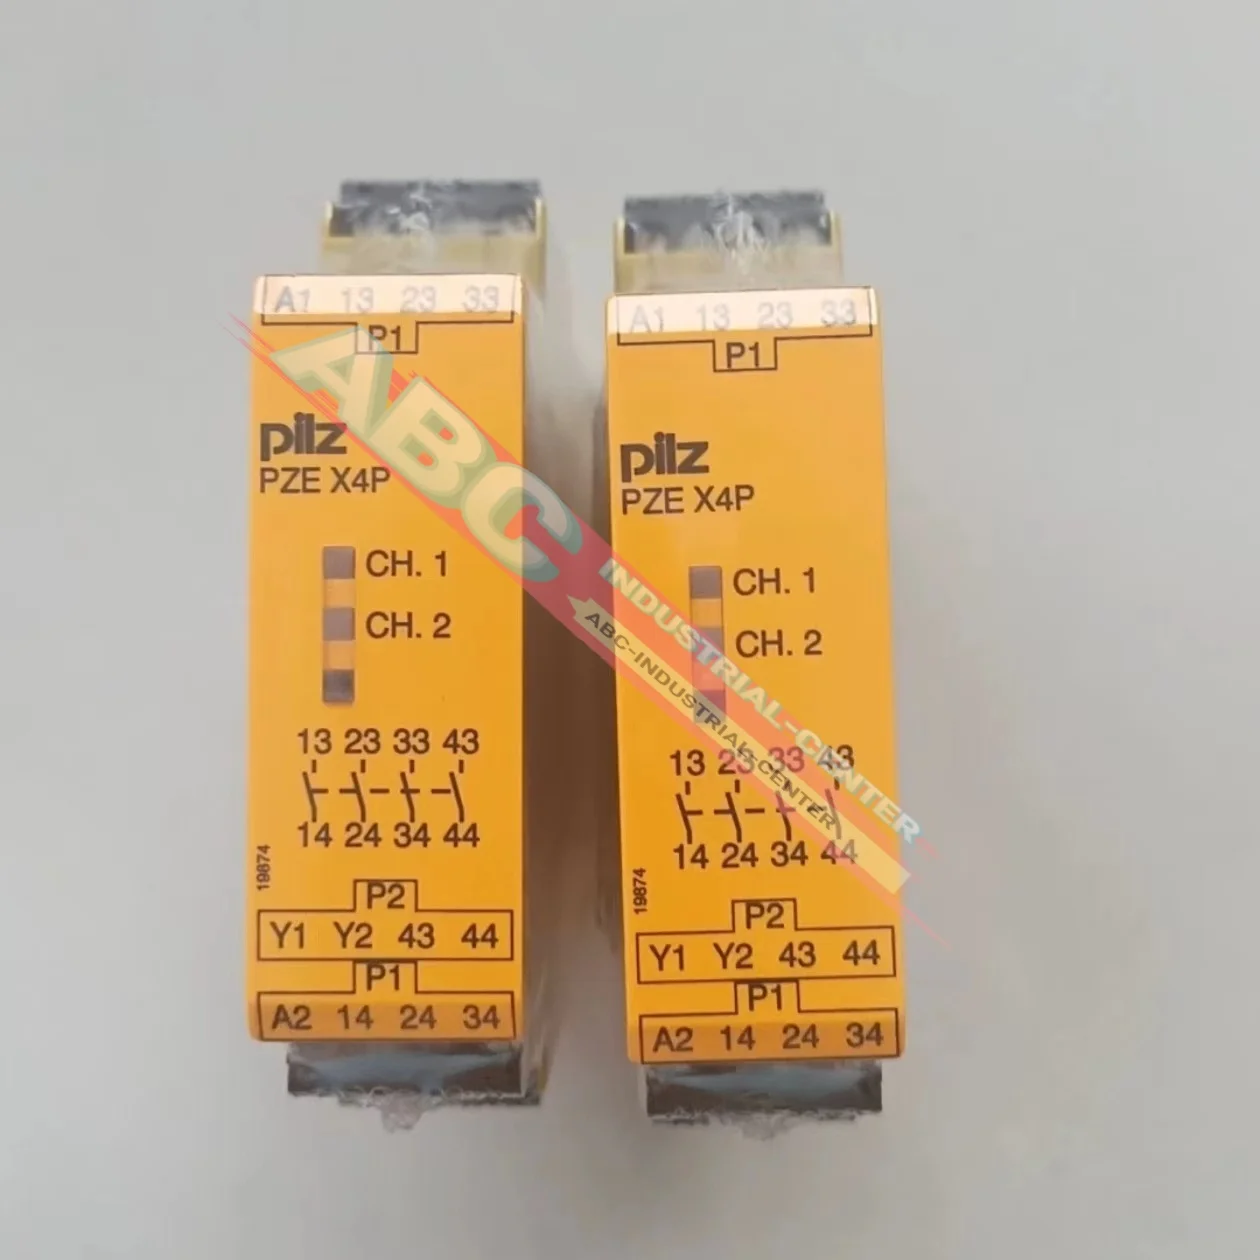 A1 13 23 33
P1
pilz
PZE X4P
CH. 1
CH. 2
13 23 33 43
14 24 34 44
19874
P2
Y1 Y2 43 44
P1
A2 14 24 34
A1 13 23 33
P1
pilz
PZE X4P
CH. 1
CH. 2
13 23 33 43
14 24 34 44
19874
P2
Y1 Y2 43 44
P1
A2 14 24 34
ABC
INDUSTRIAL-CENTER
ABC-INDUSTRIAL-CENTER